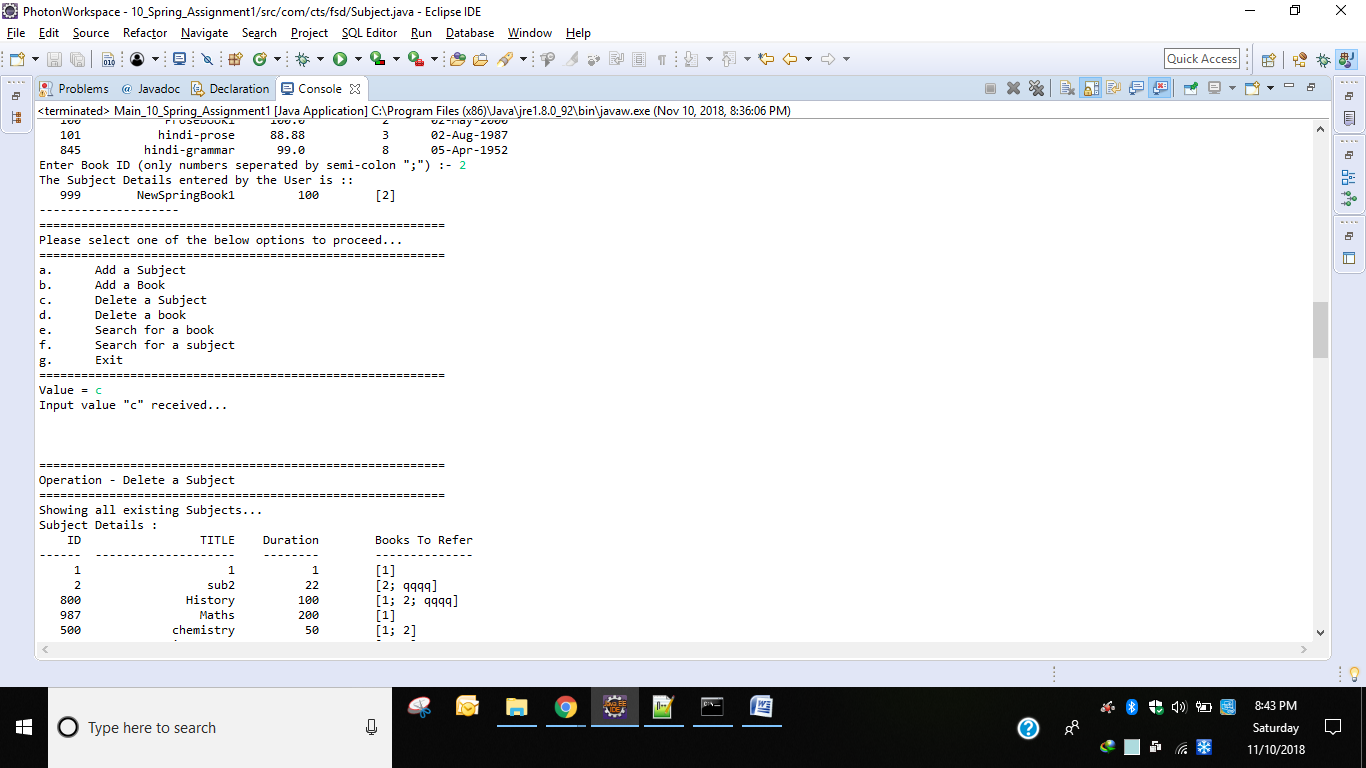 PhotonWorkspace - 10_Spring_Assignment1/src/com/cts/fsd/Subject.java - Eclipse IDE
File Edit Source Refactor Navigate Search Project SQL Editor Run Database Window Help
Quick Access
Problems @ Javadoc Declaration Console
<terminated> Main_10_Spring_Assignment1 [Java Application] C:\Program Files (x86)\Java\jre1.8.0_92\bin\javaw.exe (Nov 10, 2018, 8:36:06 PM)
100 ProseBook1 100.0 2 02-May-2000
101 hindi-prose 88.88 3 02-Aug-1987
845 hindi-grammar 99.0 8 05-Apr-1952
Enter Book ID (only numbers seperated by semi-colon ";") :- 2
The Subject Details entered by the User is ::
999 NewSpringBook1 100 [2]
--------------------
==========================================================
Please select one of the below options to proceed...
==========================================================
a. Add a Subject
b. Add a Book
c. Delete a Subject
d. Delete a book
e. Search for a book
f. Search for a subject
g. Exit
==========================================================
Value = c
Input value "c" received...
==========================================================
Operation - Delete a Subject
==========================================================
Showing all existing Subjects...
Subject Details :
ID TITLE Duration Books To Refer
------ -------------------- -------- --------------
1 1 1 [1]
2 sub2 22 [2; qqqq]
800 History 100 [1; 2; qqqq]
987 Maths 200 [1]
500 chemistry 50 [1; 2]
Type here to search
8:43 PM
Saturday
11/10/2018